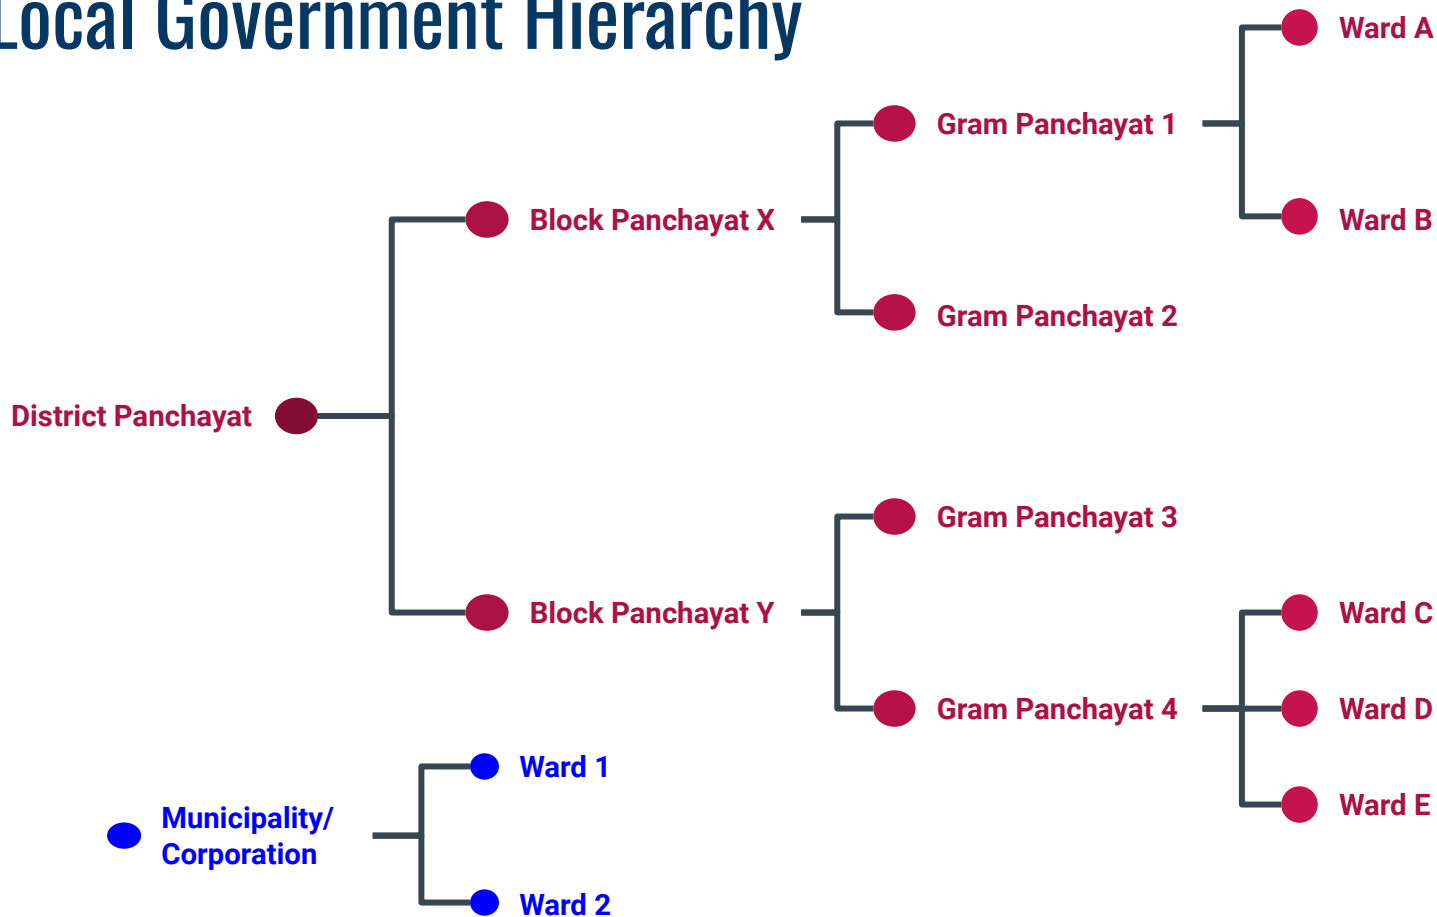 Local Government Hierarchy
Ward A
Gram Panchayat 1
Block Panchayat X
Ward B
Gram Panchayat 2
District Panchayat
Gram Panchayat 3
Block Panchayat Y
Ward C
Gram Panchayat 4
Ward D
Ward E
Ward 1
Municipality/
Corporation
Ward 2